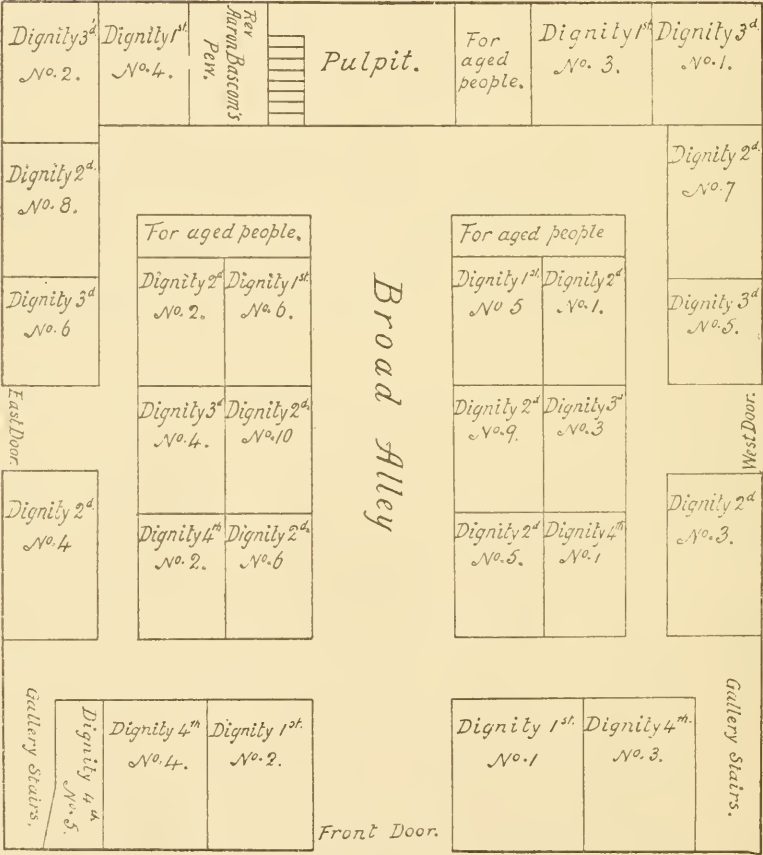 Dignity 3d
No. 2.
Dignity 1st
No. 4.
Rev
Aaron Bascom's
Pew.
Pulpit.
For
aged
people.
Dignity 1st
No. 3.
Dignity 3d
No. 1.
Dignity 2d.
No. 8.
Dignity 2d.
No. 7
For aged people.
For aged people
Dignity 3d
No. 6
Dignity 2d
No. 2.
Dignity 1st.
No. 6.
Broad Alley
Dignity 1st.
No 5
Dignity 2d
No. 1.
Dignity 3d
No. 5.
East Door.
Dignity 3d
No. 4.
Dignity 2d.
No. 10
Dignity 2d
No. 9.
Dignity 3d
No. 3
West Door.
Dignity 2d.
No. 4
Dignity 4th
No. 2.
Dignity 2d.
No. 6
Dignity 2d
No. 5.
Dignity 4th
No. 1
Dignity 2d
No. 3.
Gallery Stairs.
Dignity 4th
No. 5.
Dignity 4th
No. 4.
Dignity 1st.
No. 2.
Front Door.
Dignity 1st.
No. 1
Dignity 4th.
No. 3.
Gallery Stairs.